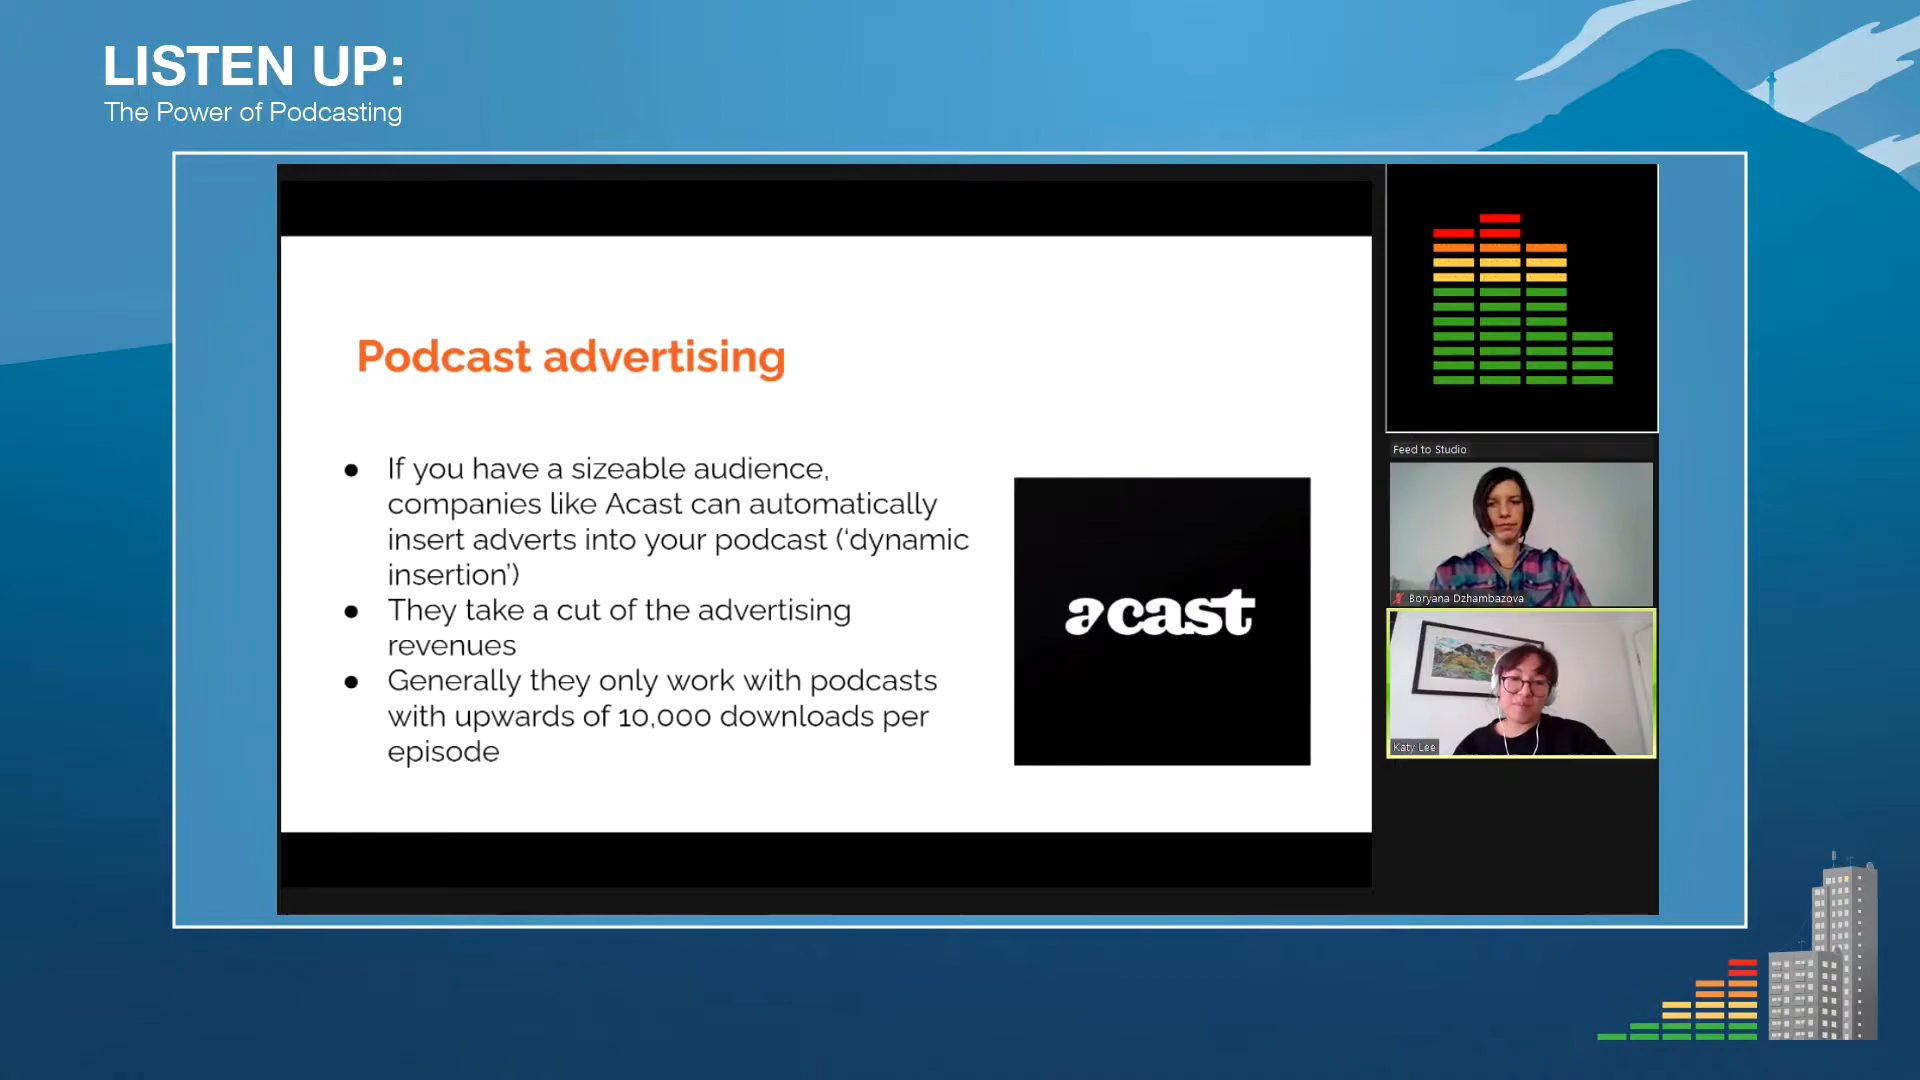 LISTEN UP:
The Power of Podcasting
Podcast advertising
● If you have a sizeable audience,
companies like Acast can automatically
insert adverts into your podcast (‘dynamic
insertion’)
● They take a cut of the advertising
revenues
● Generally they only work with podcasts
with upwards of 10,000 downloads per
episode
acast
Feed to Studio
Boryana Dzhambazova
Katy Lee